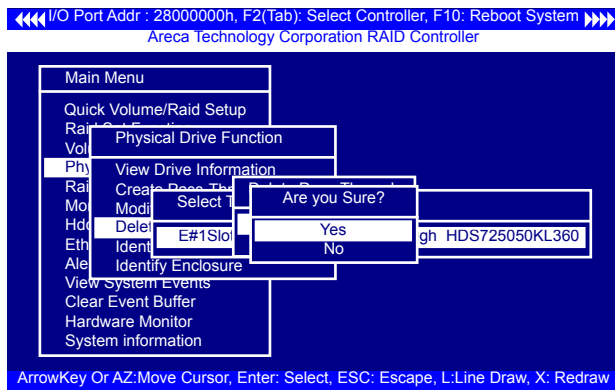 I/O Port Addr : 28000000h, F2(Tab): Select Controller, F10: Reboot System
Areca Technology Corporation RAID Controller
Main Menu
Quick Volume/Raid Setup
Physical Drive Function
View Drive Information
Select
Are you Sure?
Yes
No
gh HDS725050KL360
Identify Enclosure
View System Events
Clear Event Buffer
Hardware Monitor
System information
ArrowKey Or AZ:Move Cursor, Enter: Select, ESC: Escape, L:Line Draw, X: Redraw